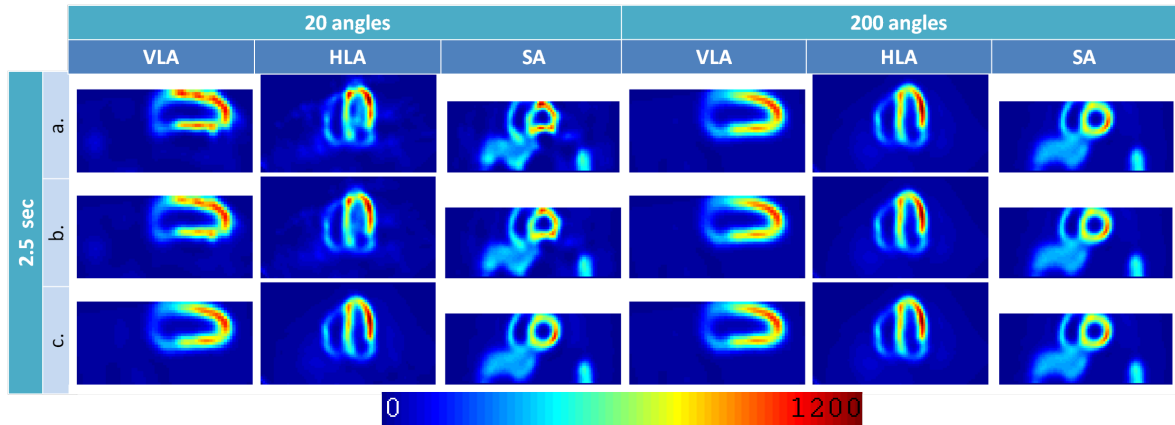 20 angles 200 angles
VLA HLA SA VLA HLA SA
2.5 sec
a.
b.
c.
0 1200